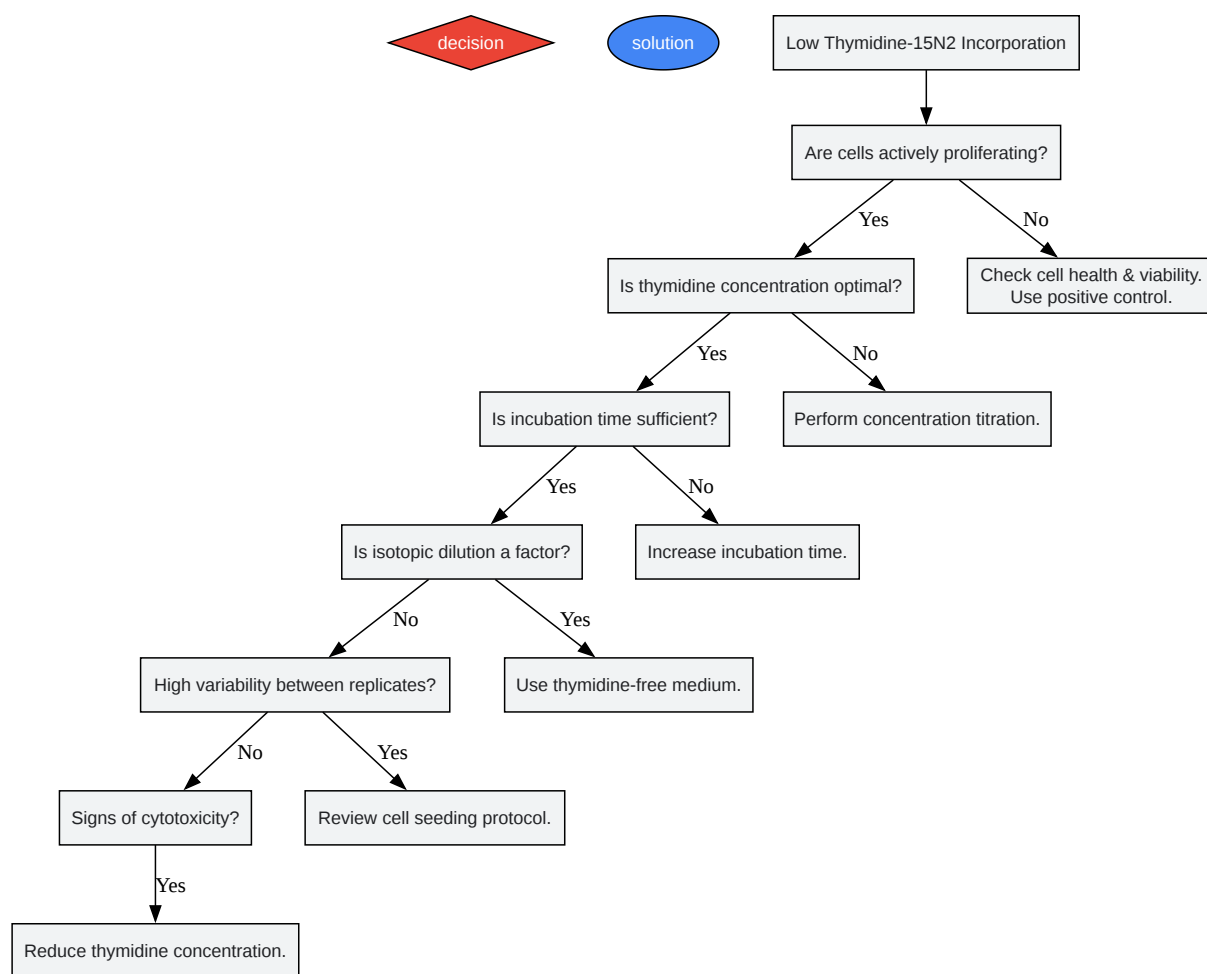 decision
solution
Low Thymidine-15N2 Incorporation
Are cells actively proliferating?
Yes
No
Is thymidine concentration optimal?
Check cell health & viability.
Use positive control.
Yes
No
Is incubation time sufficient?
Perform concentration titration.
Yes
No
Is isotopic dilution a factor?
Increase incubation time.
No
Yes
High variability between replicates?
Use thymidine-free medium.
No
Yes
Signs of cytotoxicity?
Review cell seeding protocol.
Yes
Reduce thymidine concentration.